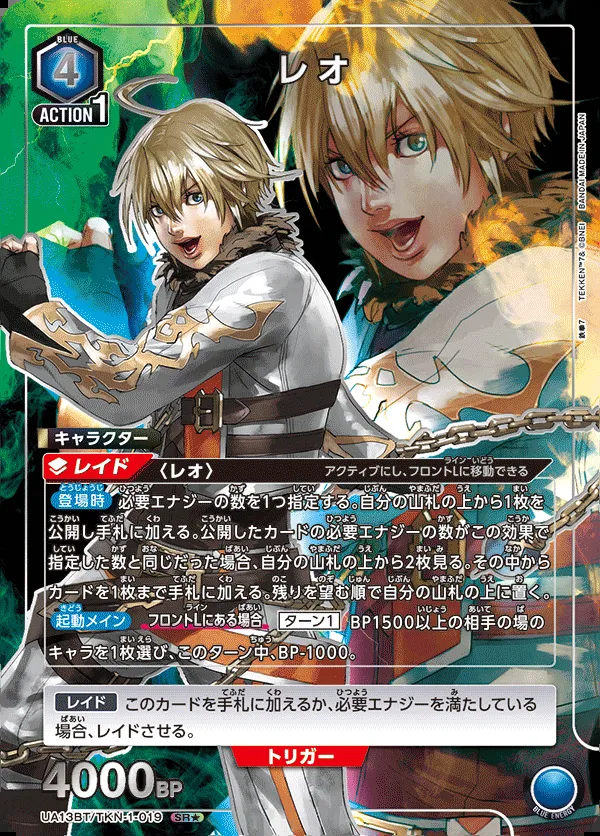 BLUE
4
ACTION 1
レオ
鉄拳7 TEKKEN™7& ©BNEI BANDAI MADE IN JAPAN
キャラクター
レイド 〈レオ〉 アクティブにし、フロントLに移動できる
登場時 必要エナジーの数を1つ指定する。自分の山札の上から1枚を
公開し手札に加える。公開したカードの必要エナジーの数がこの効果で
指定した数と同じだった場合、自分の山札の上から2枚見る。その中から
カードを1枚まで手札に加える。残りを望む順で自分の山札の上に置く。
起動メイン フロントLにある場合 ターン1 BP1500以上の相手の場の
キャラを1枚選び、このターン中、BP-1000。
レイド このカードを手札に加えるか、必要エナジーを満たしている
場合、レイドさせる。
トリガー
4000BP
UA13BT/TKN-1-019 SR★
BLUE ENERGY